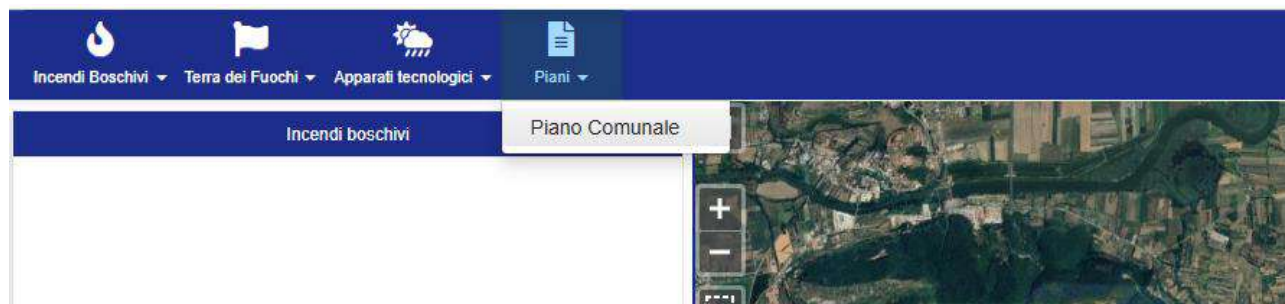 Incendi Boschivi Terra dei Fuochi Apparati tecnologici Piani
Incendi boschivi
Piano Comunale